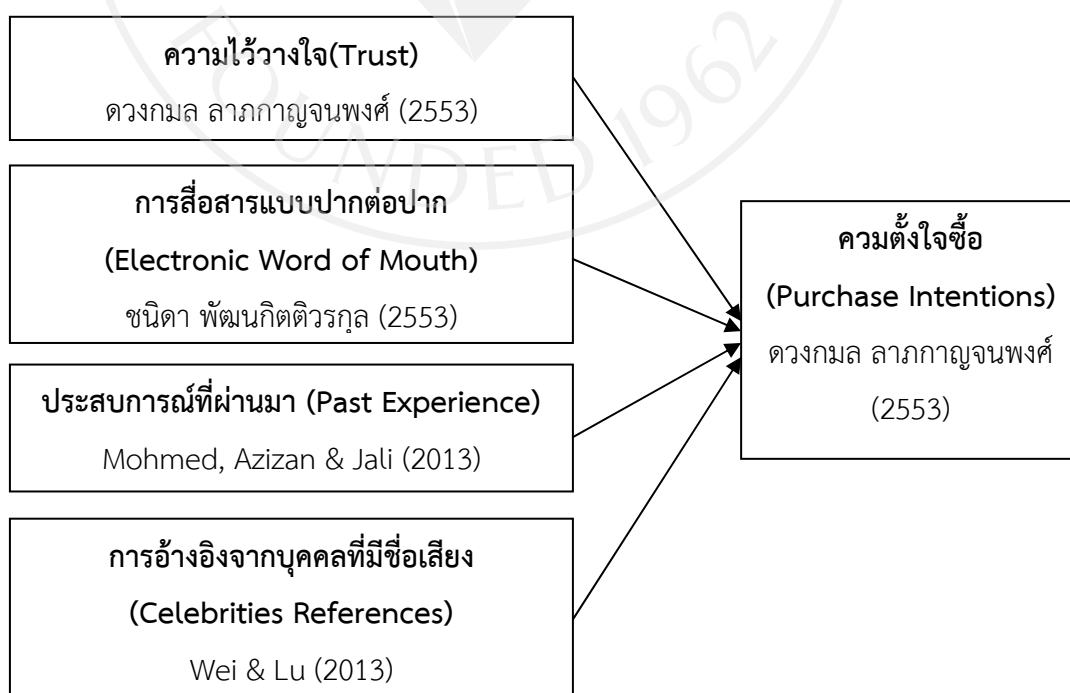 ความไว้วางใจ(Trust)
ดวงกมล ลาภกาญจนพงศ์ (2553)
การสื่อสารแบบปากต่อปาก
(Electronic Word of Mouth)
ชนิดา พัฒนกิตติวรกุล (2553)
ประสบการณ์ที่ผ่านมา (Past Experience)
Mohmed, Azizan & Jali (2013)
การอ้างอิงจากบุคคลที่มีชื่อเสียง
(Celebrities References)
Wei & Lu (2013)
ควมตั้งใจซื้อ
(Purchase Intentions)
ดวงกมล ลาภกาญจนพงศ์
(2553)
FOUNDED 1962